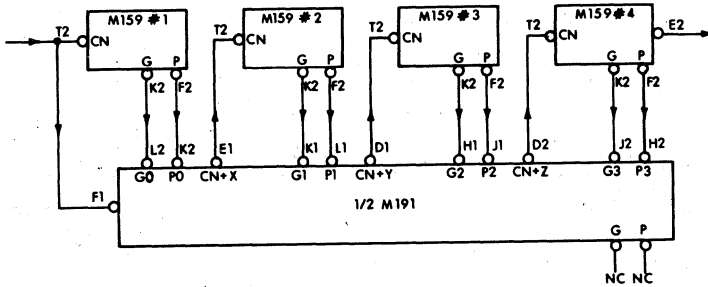 M159 #1 M159 #2 M159 #3 M159#4
T2 CN T2 CN T2 CN T2 CN E2
G P G P G P G P
K2 F2 K2 F2 K2 F2 K2 F2
L2 K2 E1 K1 L1 D1 H1 J1 D2 J2 H2
G0 P0 CN+X G1 P1 CN+Y G2 P2 CN+Z G3 P3
F1
1/2 M191
G P
NC NC